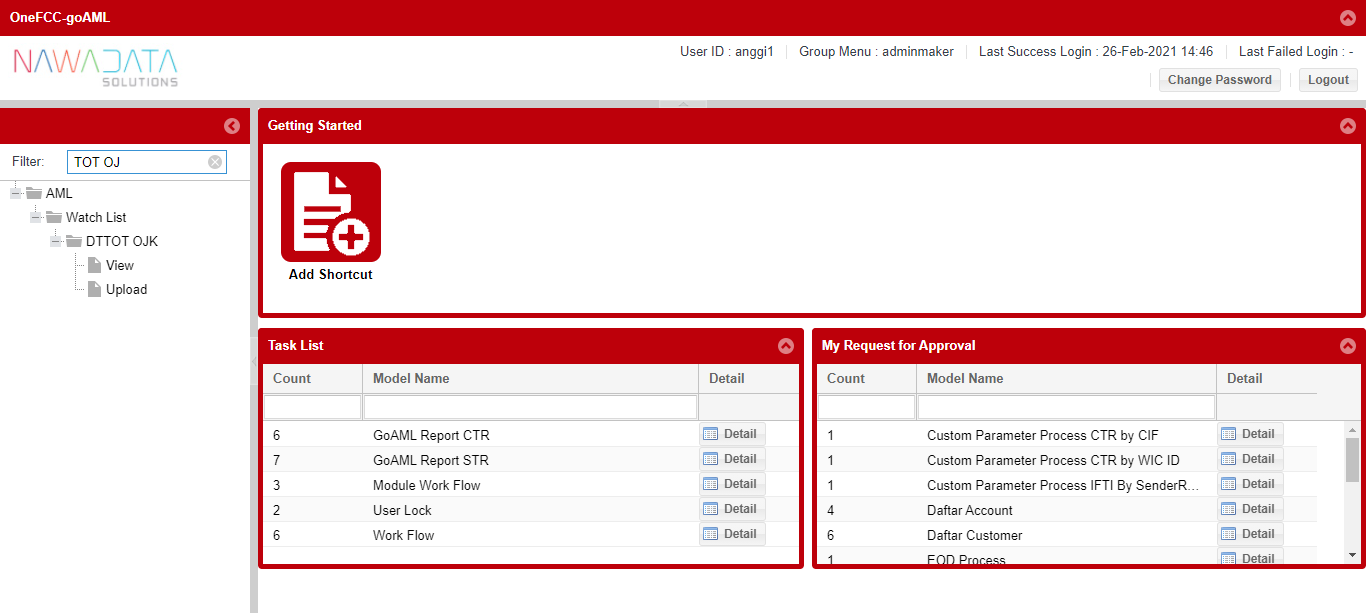 OneFCC-goAML
NAWADATA
SOLUTIONS
User ID : anggi1
Group Menu : adminmaker
Last Success Login : 26-Feb-2021 14:46
Last Failed Login : -
Change Password
Logout
Filter:
TOT OJ
AML
Watch List
DTTOT OJK
View
Upload
Getting Started
Add Shortcut
Task List
Count Model Name Detail
6 GoAML Report CTR Detail
7 GoAML Report STR Detail
3 Module Work Flow Detail
2 User Lock Detail
6 Work Flow Detail
My Request for Approval
Count Model Name Detail
1 Custom Parameter Process CTR by CIF Detail
1 Custom Parameter Process CTR by WIC ID Detail
1 Custom Parameter Process IFTI By SenderR... Detail
4 Daftar Account Detail
6 Daftar Customer Detail
1 EOD Process Detail